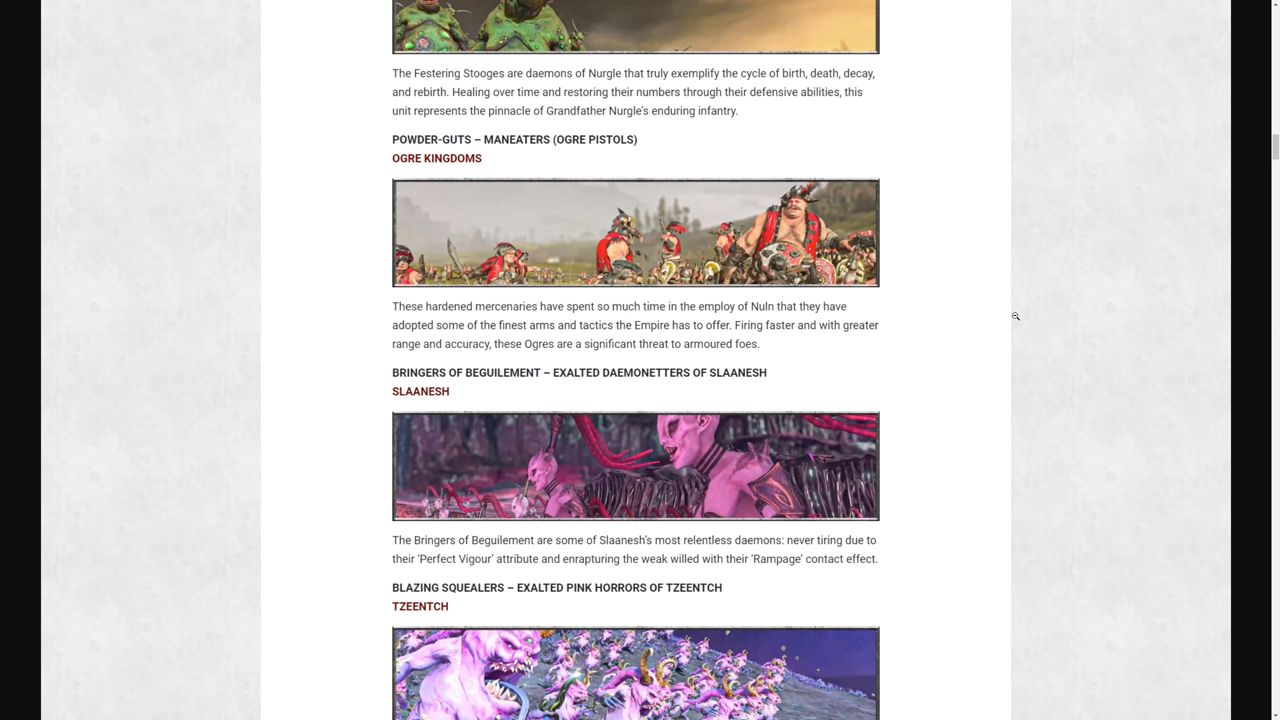 The Festering Stooges are daemons of Nurgle that truly exemplify the cycle of birth, death, decay,
and rebirth. Healing over time and restoring their numbers through their defensive abilities, this
unit represents the pinnacle of Grandfather Nurgle’s enduring infantry.
POWDER-GUTS – MANEATERS (OGRE PISTOLS)
OGRE KINGDOMS
These hardened mercenaries have spent so much time in the employ of Nuln that they have
adopted some of the finest arms and tactics the Empire has to offer. Firing faster and with greater
range and accuracy, these Ogres are a significant threat to armoured foes.
BRINGERS OF BEGUILEMENT – EXALTED DAEMONETTERS OF SLAANESH
SLAANESH
The Bringers of Beguilement are some of Slaanesh’s most relentless daemons: never tiring due to
their ‘Perfect Vigour’ attribute and enrapturing the weak willed with their ‘Rampage’ contact effect.
BLAZING SQUEALERS – EXALTED PINK HORRORS OF TZEENTCH
TZEENTCH